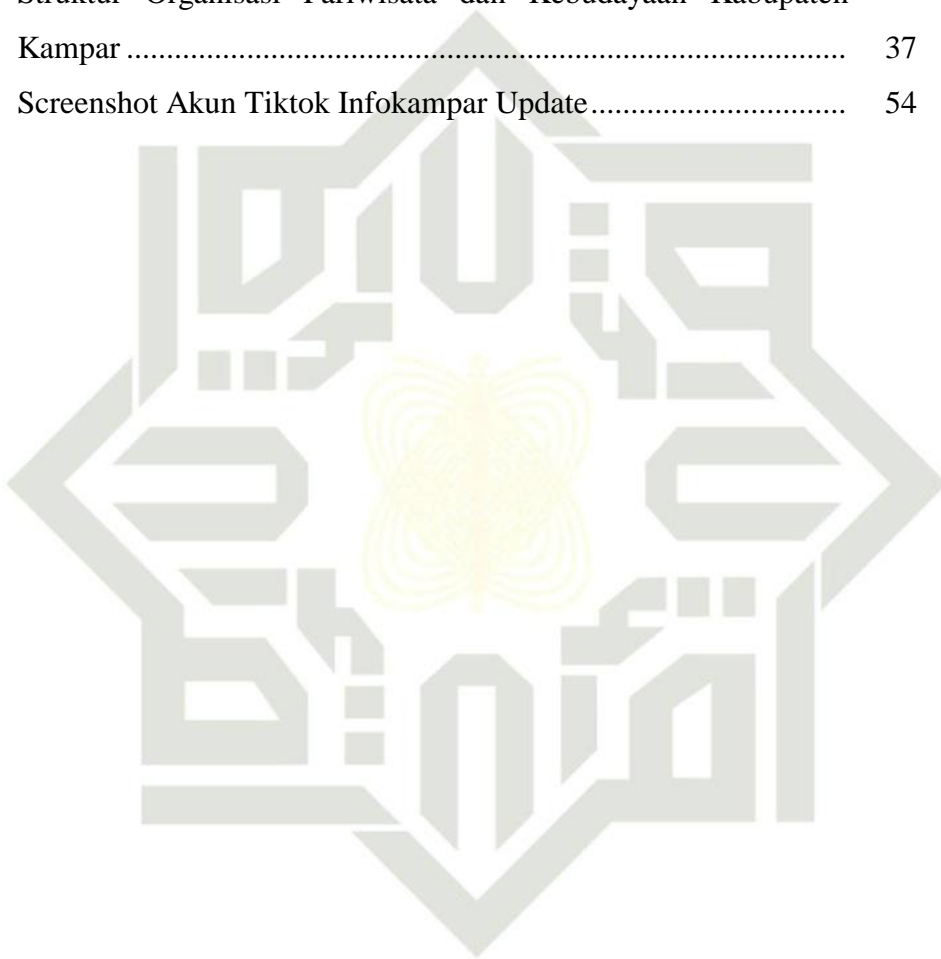 Struktur Organisasi Pariwisata dan Kebudayaan Kabupaten
Kampar ......................................................................................... 37
Screenshot Akun Tiktok Infokampar Update ................................ 54